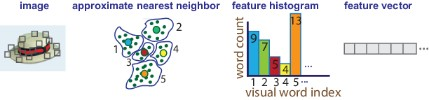 image
approximate nearest neighbor
feature histogram
feature vector
2
1
4
3
5
word count
9
7
5
4
13
1 2 3 4 5 ...
visual word index
...